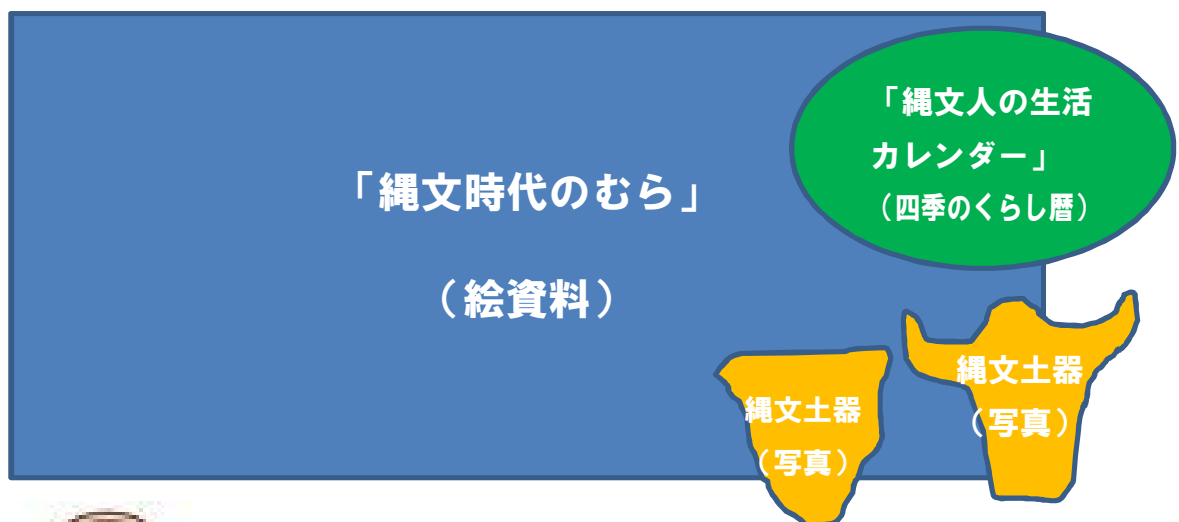 「縄文時代のむら」
（絵資料）
「縄文人の生活
カレンダー」
（四季のくらし暦）
縄文土器
（写真）
縄文土器
（写真）